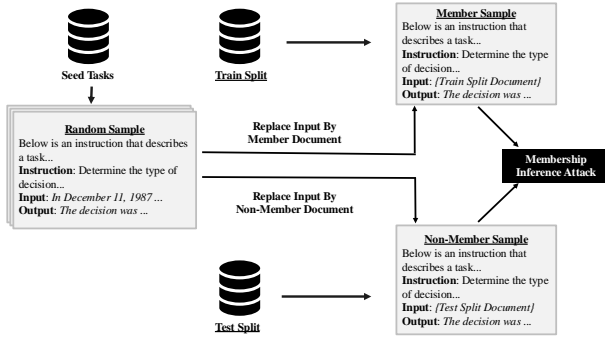 Seed Tasks
Train Split
Member Sample
Below is an instruction that
describes a task...
Instruction: Determine the type
of decision...
Input: {Train Split Document}
Output: The decision was ...
Random Sample
Below is an instruction that describes
a task...
Instruction: Determine the type of
decision...
Input: In December 11, 1987 ...
Output: The decision was ...
Replace Input By
Member Document
Replace Input By
Non-Member Document
Membership
Inference Attack
Non-Member Sample
Below is an instruction that
describes a task...
Instruction: Determine the type
of decision...
Input: {Test Split Document}
Output: The decision was ...
Test Split